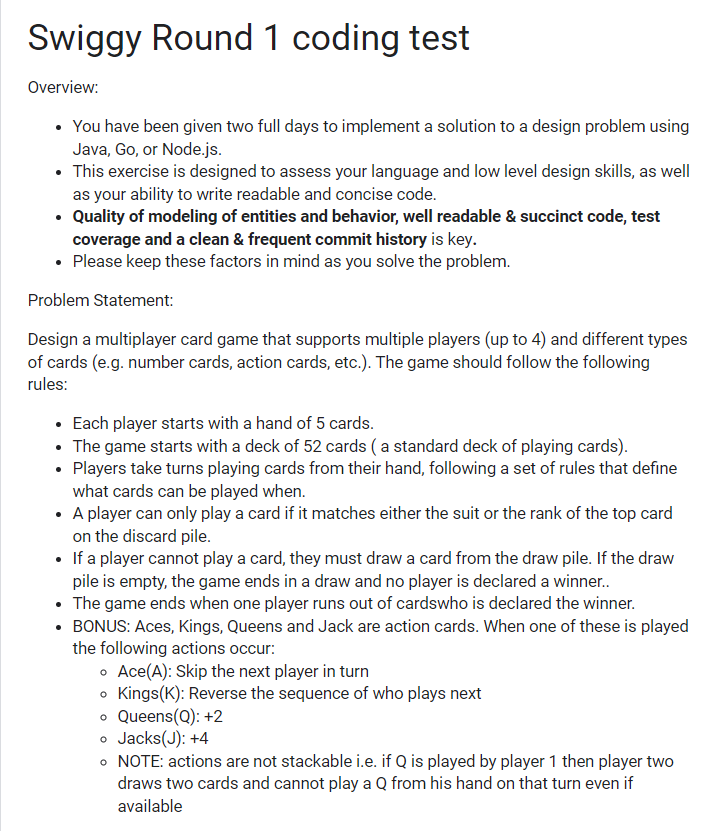 Swiggy Round 1 coding test
Overview:
• You have been given two full days to implement a solution to a design problem using
Java, Go, or Node.js.
• This exercise is designed to assess your language and low level design skills, as well
as your ability to write readable and concise code.
• Quality of modeling of entities and behavior, well readable & succinct code, test
coverage and a clean & frequent commit history is key.
• Please keep these factors in mind as you solve the problem.
Problem Statement:
Design a multiplayer card game that supports multiple players (up to 4) and different types
of cards (e.g. number cards, action cards, etc.). The game should follow the following
rules:
• Each player starts with a hand of 5 cards.
• The game starts with a deck of 52 cards ( a standard deck of playing cards).
• Players take turns playing cards from their hand, following a set of rules that define
what cards can be played when.
• A player can only play a card if it matches either the suit or the rank of the top card
on the discard pile.
• If a player cannot play a card, they must draw a card from the draw pile. If the draw
pile is empty, the game ends in a draw and no player is declared a winner..
• The game ends when one player runs out of cardswho is declared the winner.
• BONUS: Aces, Kings, Queens and Jack are action cards. When one of these is played
the following actions occur:
○ Ace(A): Skip the next player in turn
○ Kings(K): Reverse the sequence of who plays next
○ Queens(Q): +2
○ Jacks(J): +4
○ NOTE: actions are not stackable i.e. if Q is played by player 1 then player two
draws two cards and cannot play a Q from his hand on that turn even if
available